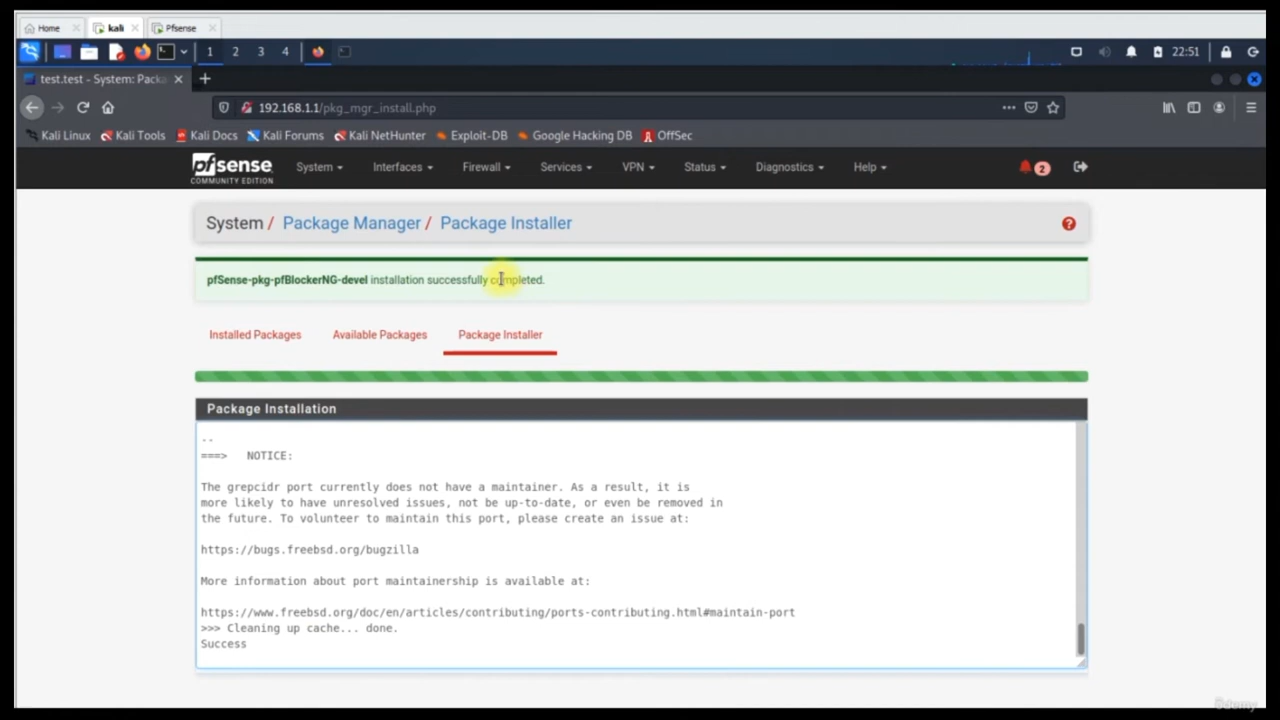 Home kali Pfsense
1 2 3 4 22:51
test.test - System: Packa
192.168.1.1/pkg_mgr_install.php
Kali Linux Kali Tools Kali Docs Kali Forums Kali NetHunter Exploit-DB Google Hacking DB OffSec
pfsense System Interfaces Firewall Services VPN Status Diagnostics Help 2
COMMUNITY EDITION
System / Package Manager / Package Installer
pfSense-pkg-pfBlockerNG-devel installation successfully completed.
Installed Packages Available Packages Package Installer
Package Installation
..
===> NOTICE:
The grepcidr port currently does not have a maintainer. As a result, it is
more likely to have unresolved issues, not be up-to-date, or even be removed in
the future. To volunteer to maintain this port, please create an issue at:
https://bugs.freebsd.org/bugzilla
More information about port maintainership is available at:
https://www.freebsd.org/doc/en/articles/contributing/ports-contributing.html#maintain-port
>>> Cleaning up cache... done.
Success
Udemy